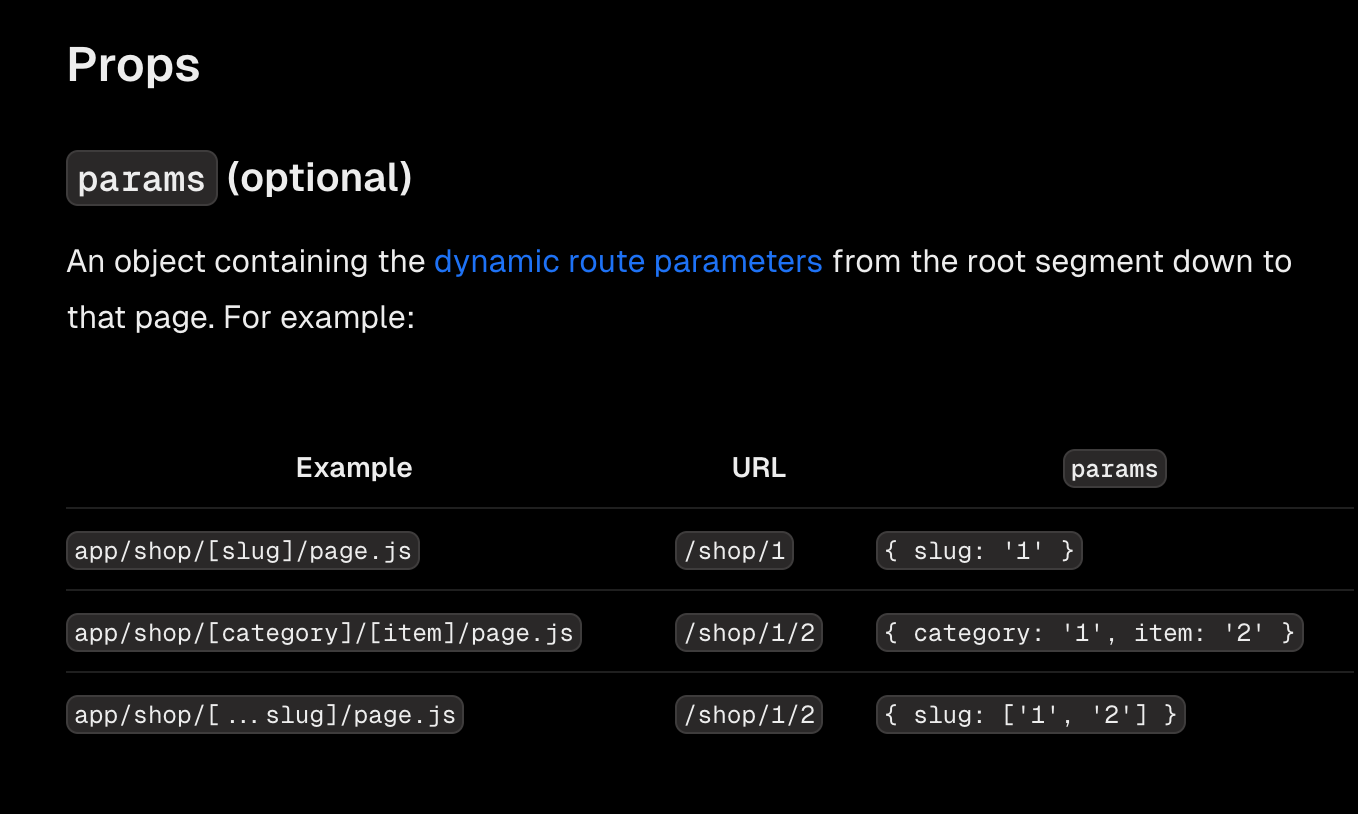 Props
params (optional)
An object containing the dynamic route parameters from the root segment down to
that page. For example:
Example URL params
app/shop/[slug]/page.js /shop/1 { slug: '1' }
app/shop/[category]/[item]/page.js /shop/1/2 { category: '1', item: '2' }
app/shop/[...slug]/page.js /shop/1/2 { slug: ['1', '2'] }